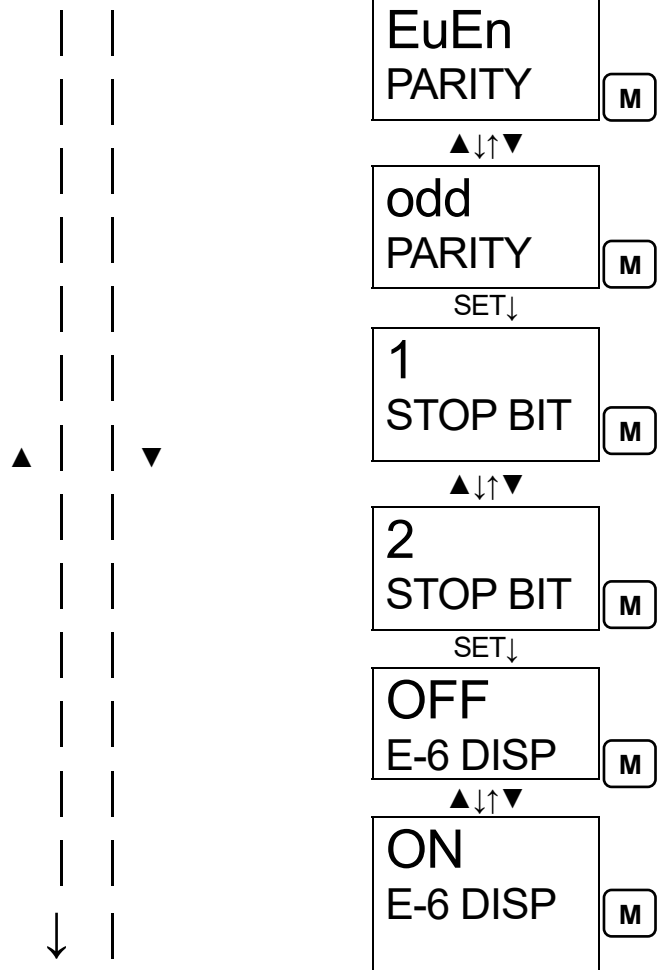 EuEn
PARITY
M
▲↓↑▼
odd
PARITY
M
SET↓
1
STOP BIT
M
▲ ▼
▲↓↑▼
2
STOP BIT
M
SET↓
OFF
E-6 DISP
M
▲↓↑▼
ON
E-6 DISP
M
↓